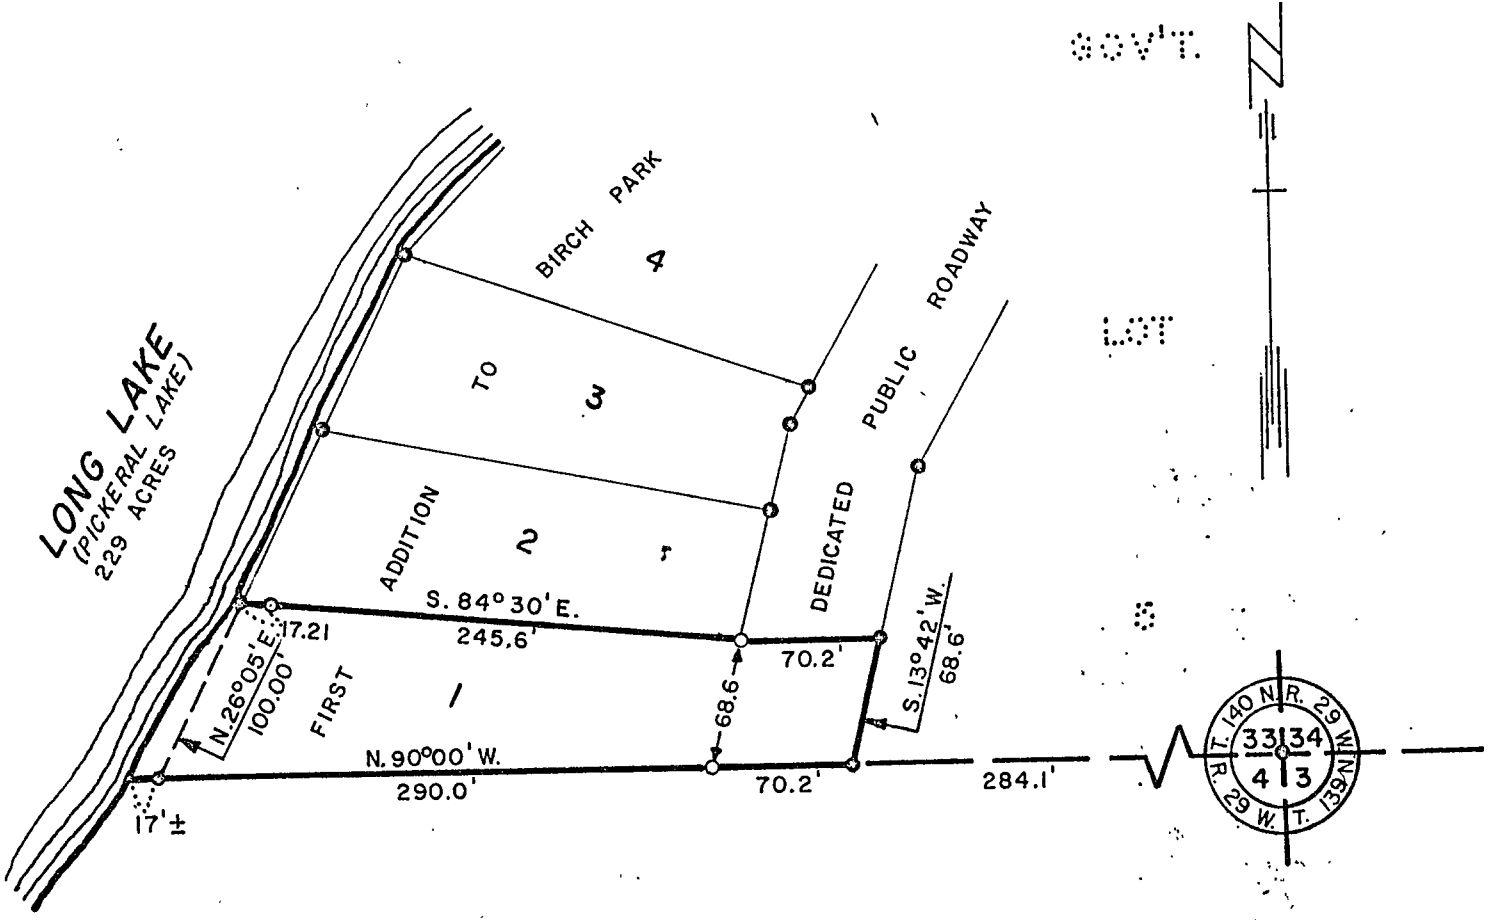 GOV'T.
N
BIRCH PARK
4
PUBLIC ROADWAY
LOT
LONG LAKE
(PICKERAL LAKE)
229 ACRES
TO
3
DEDICATED
ADDITION
2
S. 84°30' E.
245.6'
17.21
70.2'
S. 13°42' W.
68.6'
5
N. 26°05' E.
100.00'
FIRST
1
68.6
N. 90°00' W.
290.0'
70.2'
284.1'
17'±
T. 140 N. R. 29 W.
33 34
4 3
R. 29 W. T. 139 N.